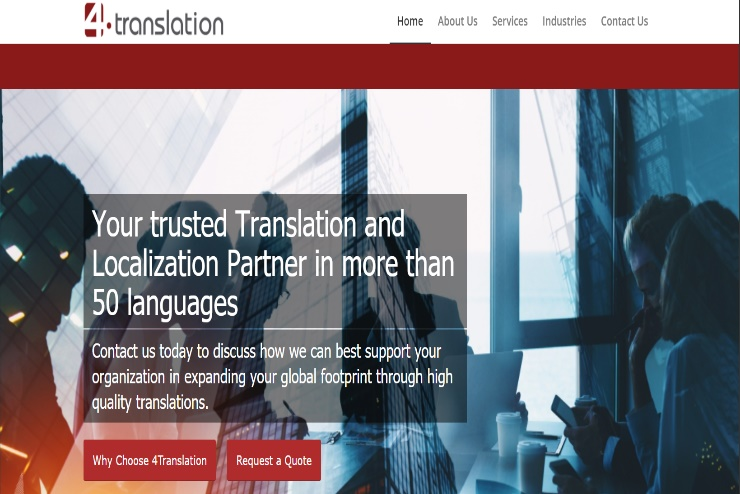 4.translation
Home About Us Services Industries Contact Us
Your trusted Translation and
Localization Partner in more than
50 languages
Contact us today to discuss how we can best support your
organization in expanding your global footprint through high
quality translations.
Why Choose 4Translation Request a Quote